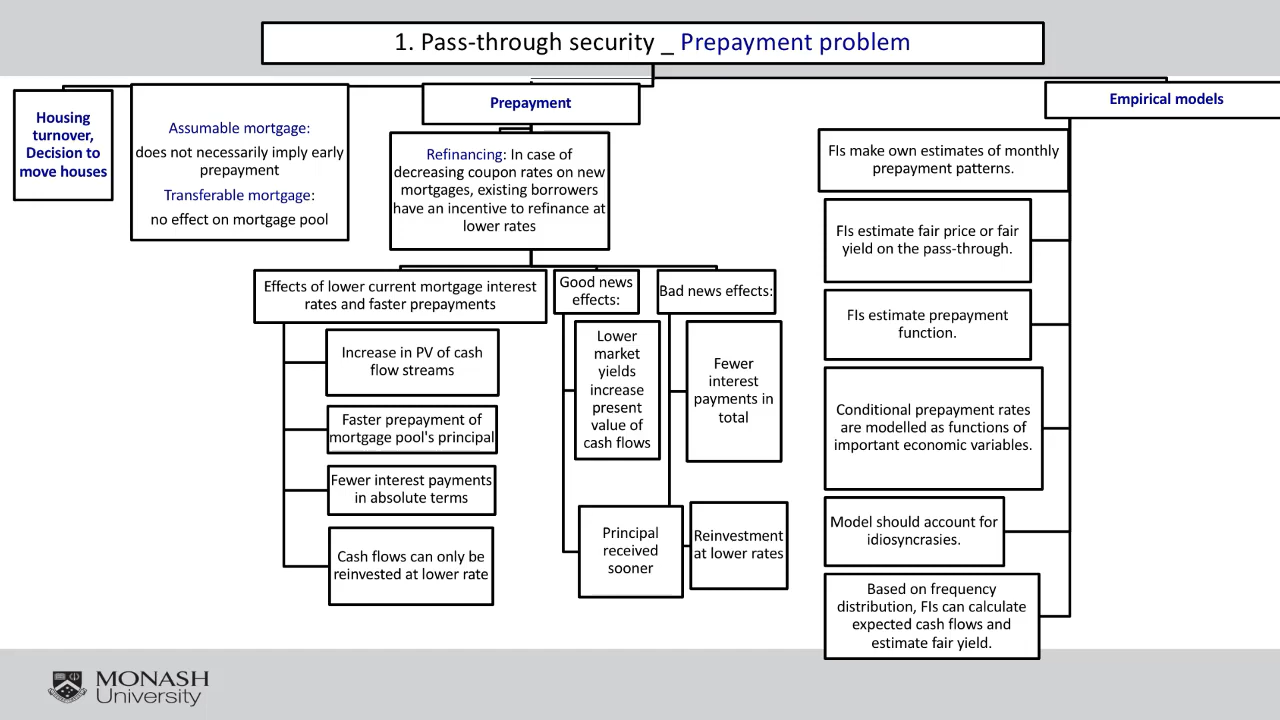 1. Pass-through security _ Prepayment problem
Housing
turnover,
Decision to
move houses
Assumable mortgage:
does not necessarily imply early
prepayment
Transferable mortgage:
no effect on mortgage pool
Prepayment
Refinancing: In case of
decreasing coupon rates on new
mortgages, existing borrowers
have an incentive to refinance at
lower rates
Effects of lower current mortgage interest
rates and faster prepayments
Increase in PV of cash
flow streams
Faster prepayment of
mortgage pool's principal
Fewer interest payments
in absolute terms
Cash flows can only be
reinvested at lower rate
Good news
effects:
Lower
market
yields
increase
present
value of
cash flows
Principal
received
sooner
Bad news effects:
Fewer
interest
payments in
total
Reinvestment
at lower rates
Empirical models
FIs make own estimates of monthly
prepayment patterns.
FIs estimate fair price or fair
yield on the pass-through.
FIs estimate prepayment
function.
Conditional prepayment rates
are modelled as functions of
important economic variables.
Model should account for
idiosyncrasies.
Based on frequency
distribution, FIs can calculate
expected cash flows and
estimate fair yield.
MONASH
University